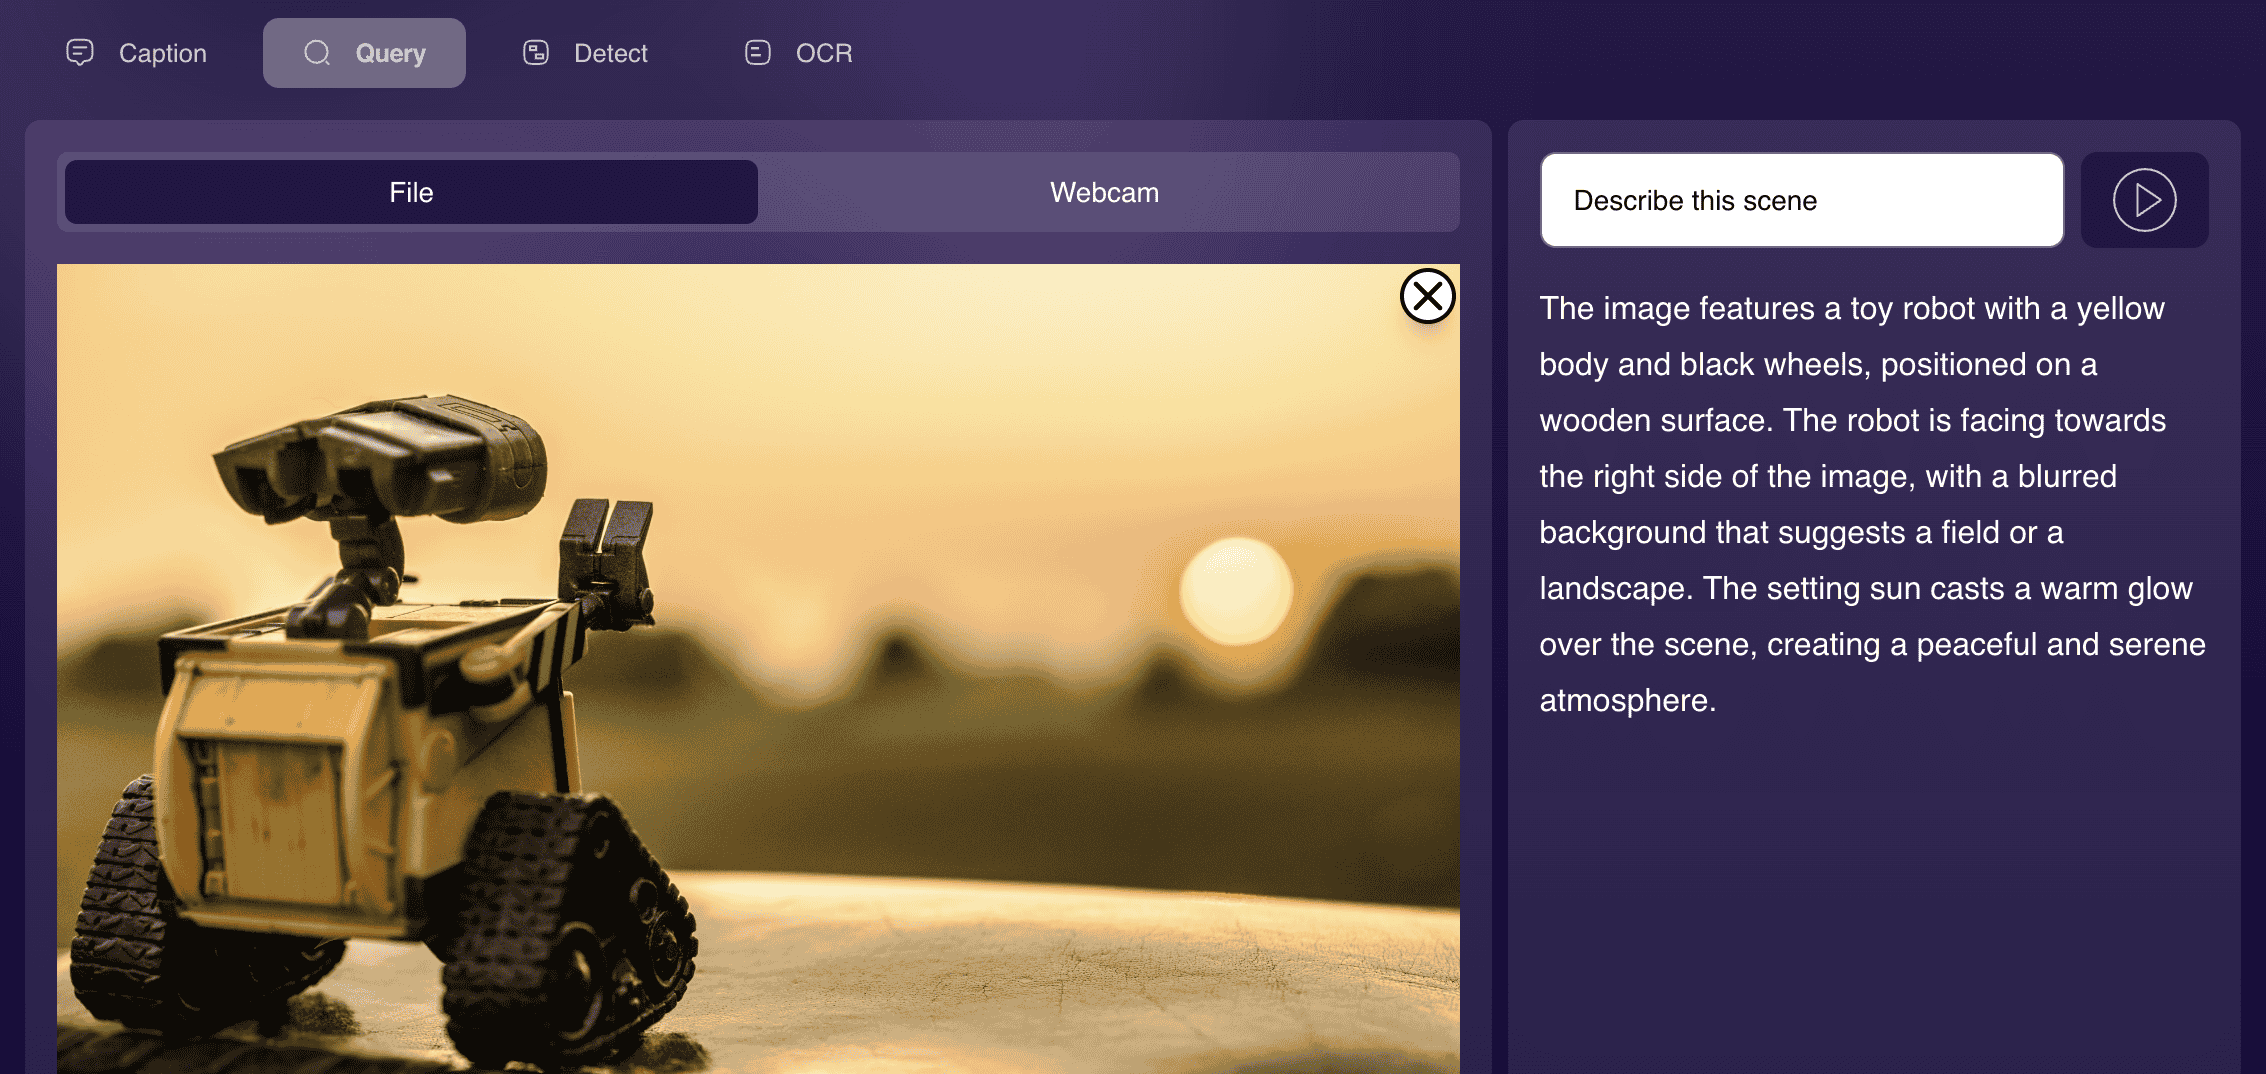 Caption
Query
Detect
OCR
File
Webcam
Describe this scene
The image features a toy robot with a yellow
body and black wheels, positioned on a
wooden surface. The robot is facing towards
the right side of the image, with a blurred
background that suggests a field or a
landscape. The setting sun casts a warm glow
over the scene, creating a peaceful and serene
atmosphere.